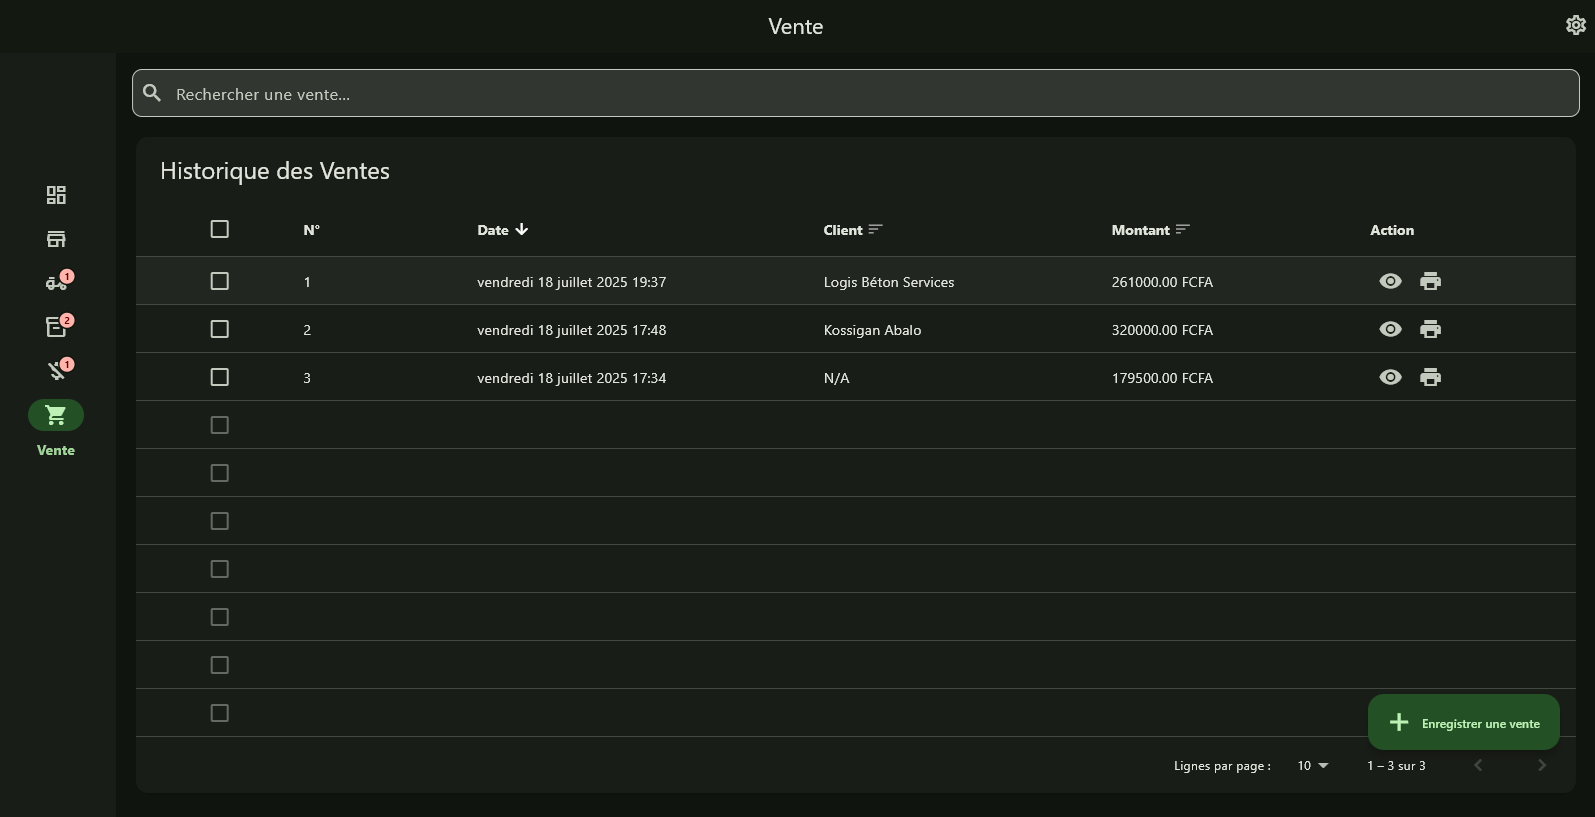 Vente
Rechercher une vente...
Historique des Ventes
N° Date Client Montant Action
1 vendredi 18 juillet 2025 19:37 Logis Béton Services 261000.00 FCFA
2 vendredi 18 juillet 2025 17:48 Kossigan Abalo 320000.00 FCFA
3 vendredi 18 juillet 2025 17:34 N/A 179500.00 FCFA
1
2
1
Vente
Enregistrer une vente
Lignes par page : 10 1 – 3 sur 3